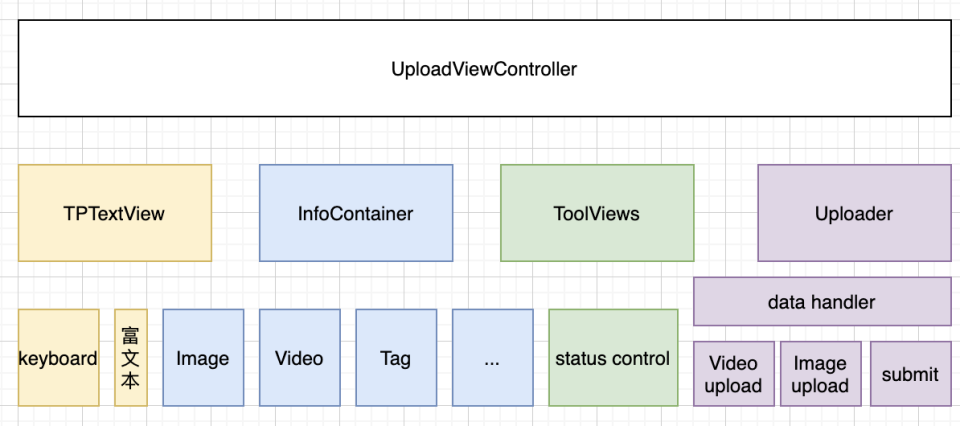 UploadViewController
TPTextView
InfoContainer
ToolViews
Uploader
data handler
keyboard
富
文
本
Image
Video
Tag
...
status control
Video
upload
Image
upload
submit